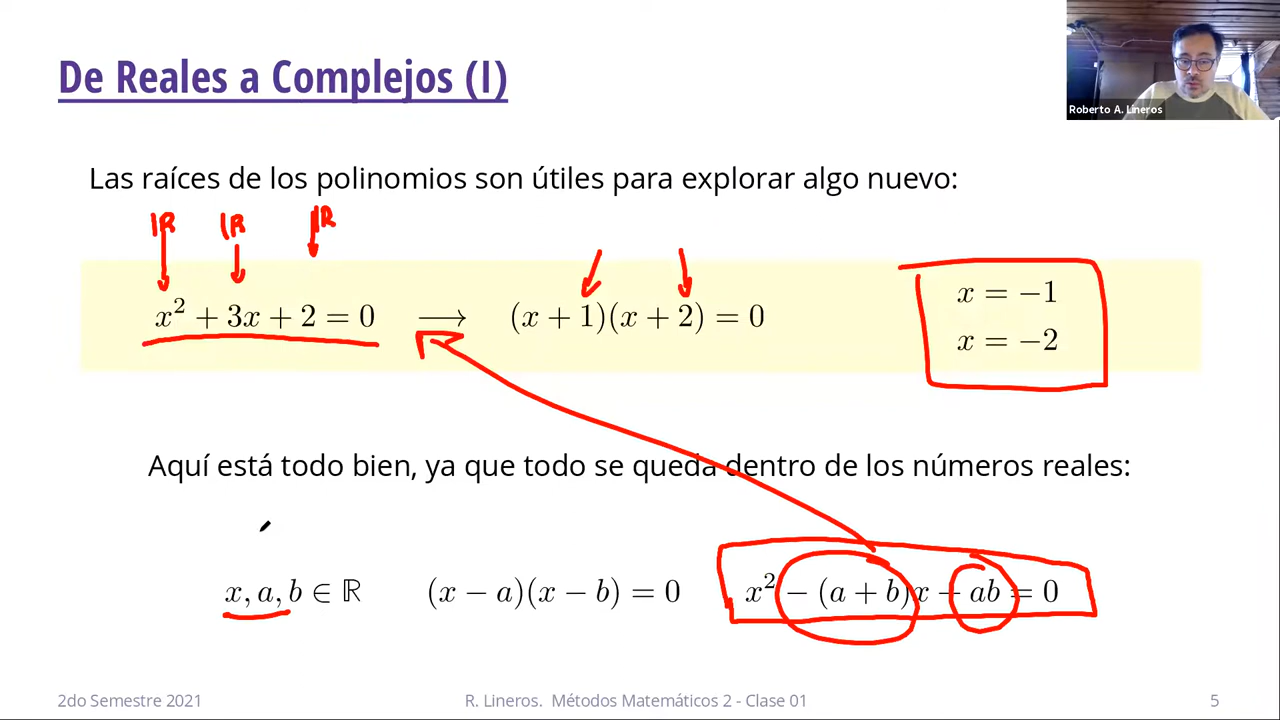 De Reales a Complejos (I)
Roberto A. Lineros
Las raíces de los polinomios son útiles para explorar algo nuevo:
ℝ ℝ ℝ
x² + 3x + 2 = 0 ⟶ (x + 1)(x + 2) = 0
x = −1
x = −2
Aquí está todo bien, ya que todo se queda dentro de los números reales:
x, a, b ∈ ℝ (x − a)(x − b) = 0 x² − (a + b)x − ab = 0
2do Semestre 2021 R. Lineros. Métodos Matemáticos 2 - Clase 01 5